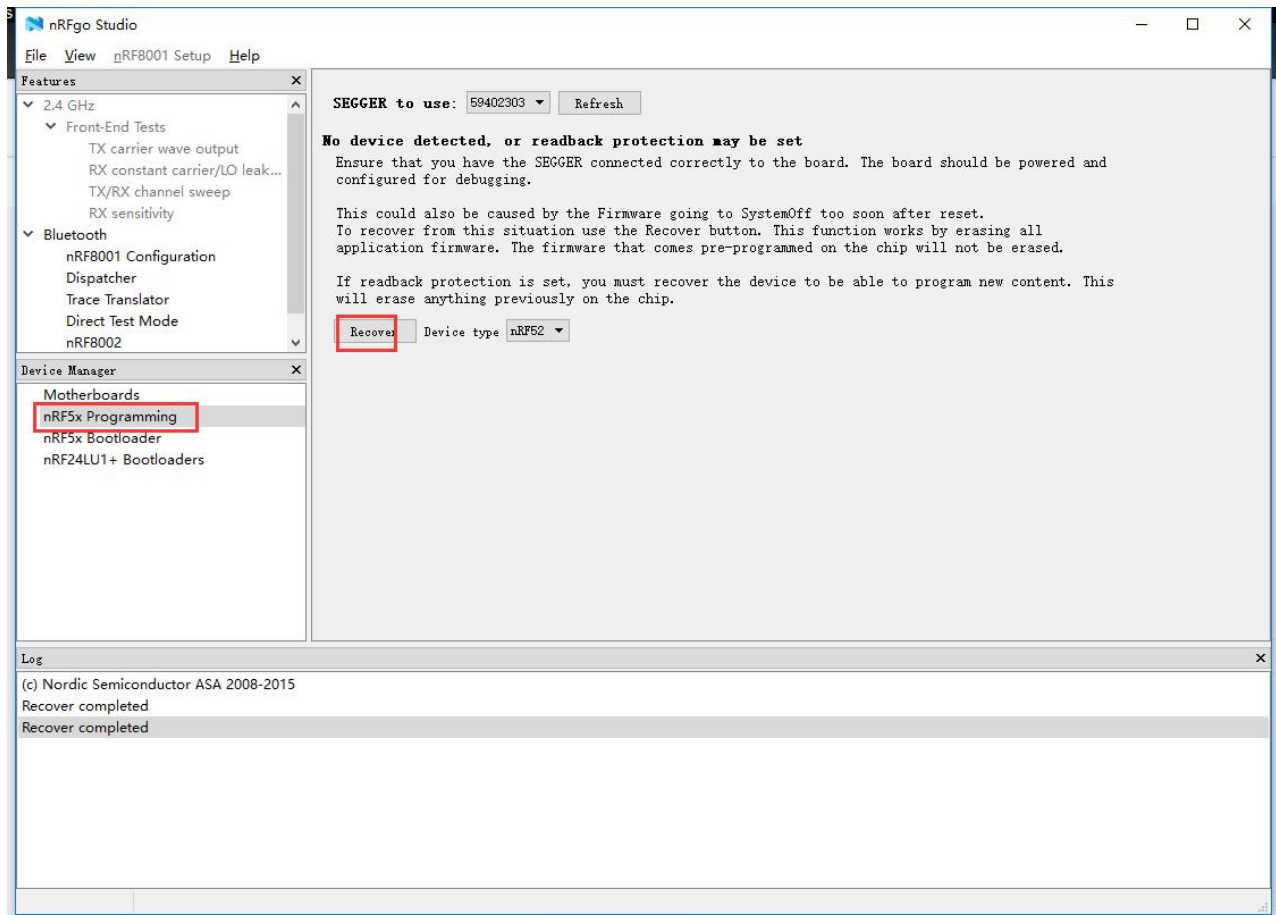 nRFgo Studio
File View nRF8001 Setup Help
Features
2.4 GHz
Front-End Tests
TX carrier wave output
RX constant carrier/LO leak...
TX/RX channel sweep
RX sensitivity
Bluetooth
nRF8001 Configuration
Dispatcher
Trace Translator
Direct Test Mode
nRF8002
Device Manager
Motherboards
nRF5x Programming
nRF5x Bootloader
nRF24LU1+ Bootloaders
SEGGER to use: 59402303 Refresh
No device detected, or readback protection may be set
Ensure that you have the SEGGER connected correctly to the board. The board should be powered and
configured for debugging.
This could also be caused by the Firmware going to SystemOff too soon after reset.
To recover from this situation use the Recover button. This function works by erasing all
application firmware. The firmware that comes pre-programmed on the chip will not be erased.
If readback protection is set, you must recover the device to be able to program new content. This
will erase anything previously on the chip.
Recover Device type nRF52
Log
(c) Nordic Semiconductor ASA 2008-2015
Recover completed
Recover completed